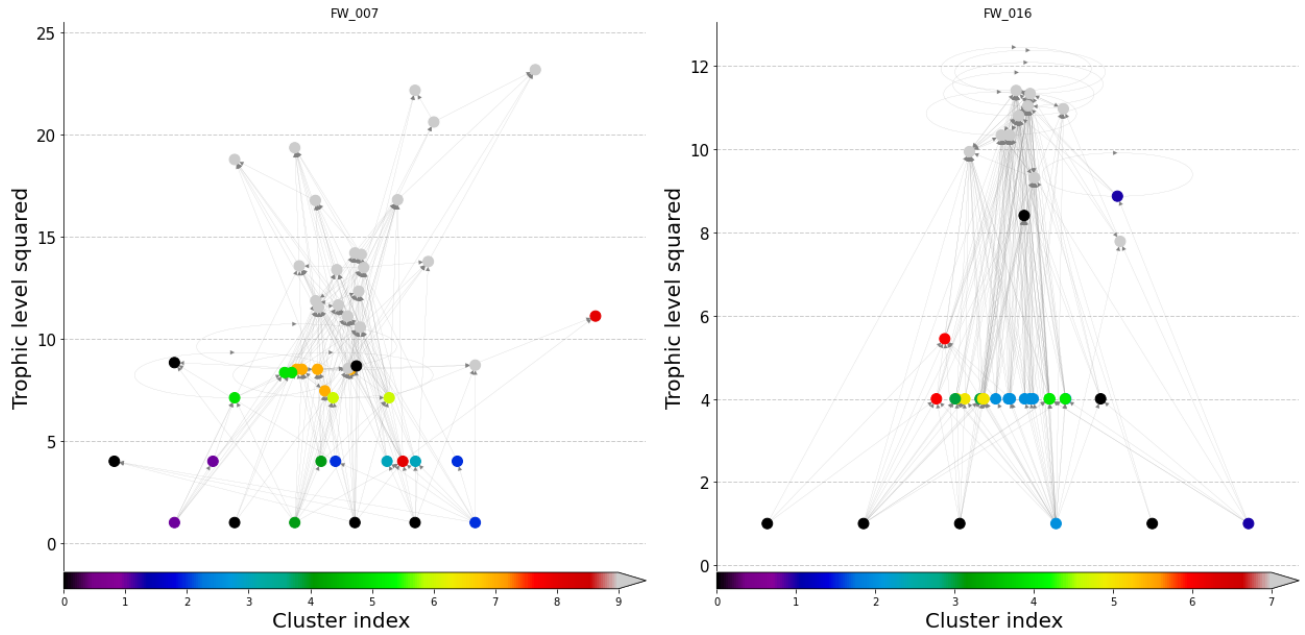 FW_007
25
20
15
10
5
0
Trophic level squared
0 1 2 3 4 5 6 7 8 9
Cluster index
FW_016
12
10
8
6
4
2
0
Trophic level squared
0 1 2 3 4 5 6 7
Cluster index